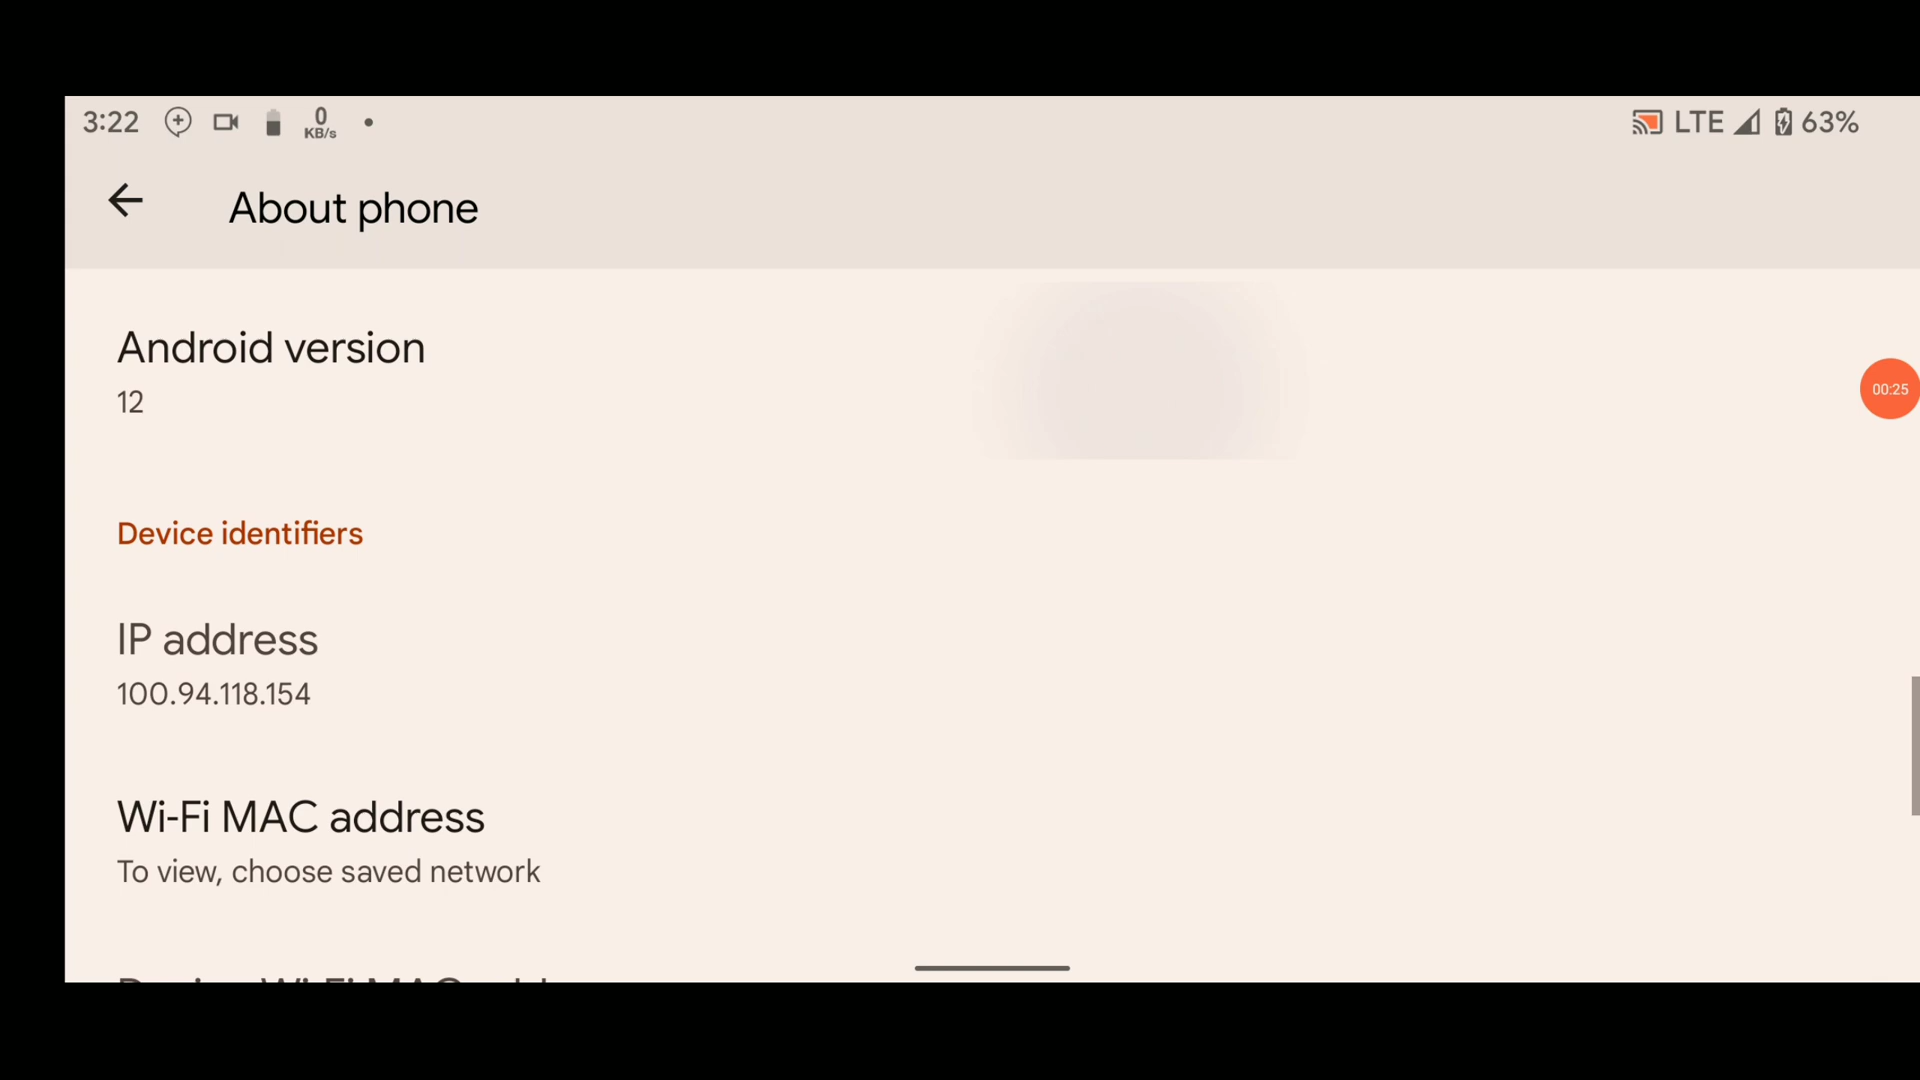 3:22 0 KB/s LTE 63%
About phone
Android version
12
00:25
Device identifiers
IP address
100.94.118.154
Wi-Fi MAC address
To view, choose saved network